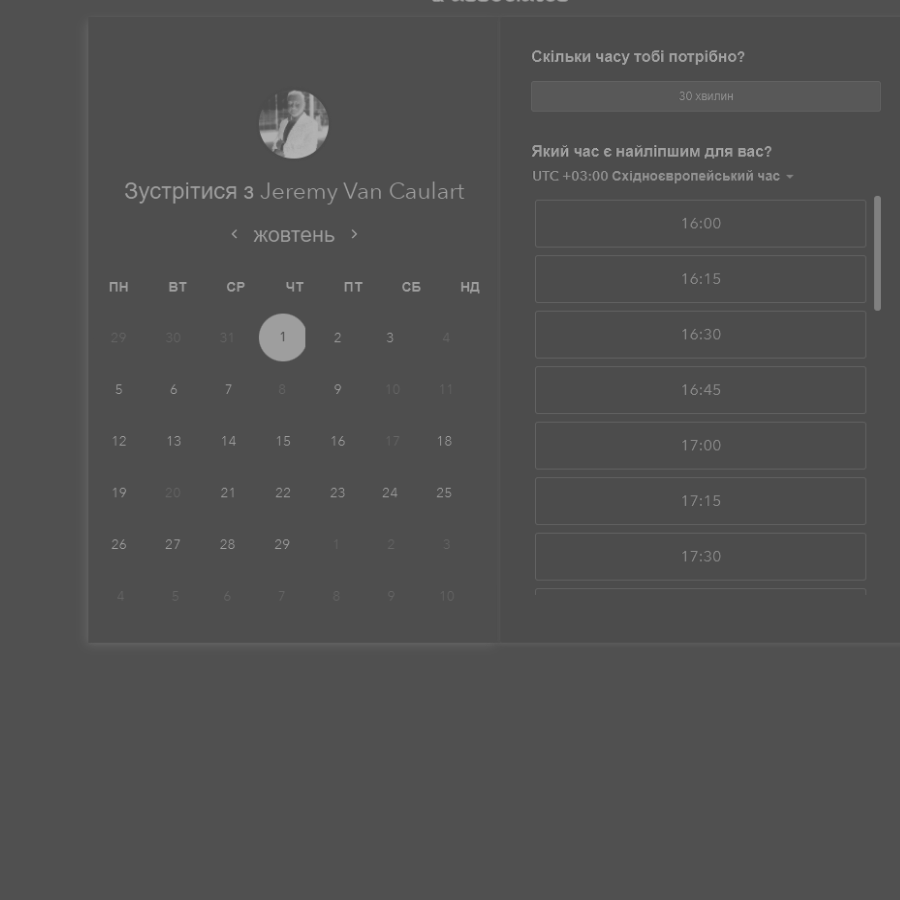 Зустрітися з Jeremy Van Caulart
жовтень
ПН ВТ СР ЧТ ПТ СБ НД
29 30 31 1 2 3 4
5 6 7 8 9 10 11
12 13 14 15 16 17 18
19 20 21 22 23 24 25
26 27 28 29 1 2 3
4 5 6 7 8 9 10
Скільки часу тобі потрібно?
30 хвилин
Який час є найліпшим для вас?
UTC +03:00 Східноєвропейський час
16:00
16:15
16:30
16:45
17:00
17:15
17:30